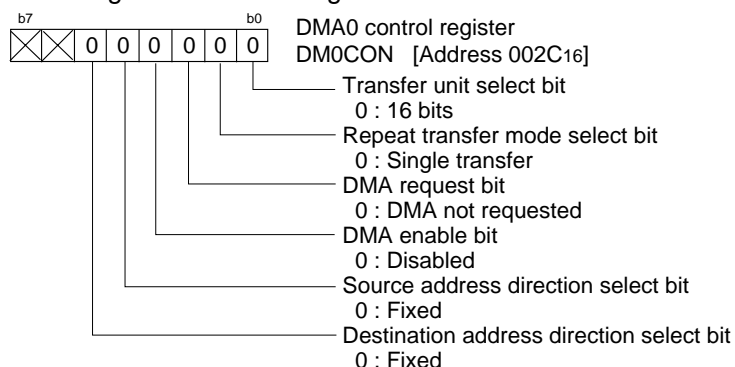 b7 b0
DMA0 control register
0 0 0 0 0 0
DM0CON [Address 002C16]
Transfer unit select bit
0 : 16 bits
Repeat transfer mode select bit
0 : Single transfer
DMA request bit
0 : DMA not requested
DMA enable bit
0 : Disabled
Source address direction select bit
0 : Fixed
Destination address direction select bit
0 : Fixed